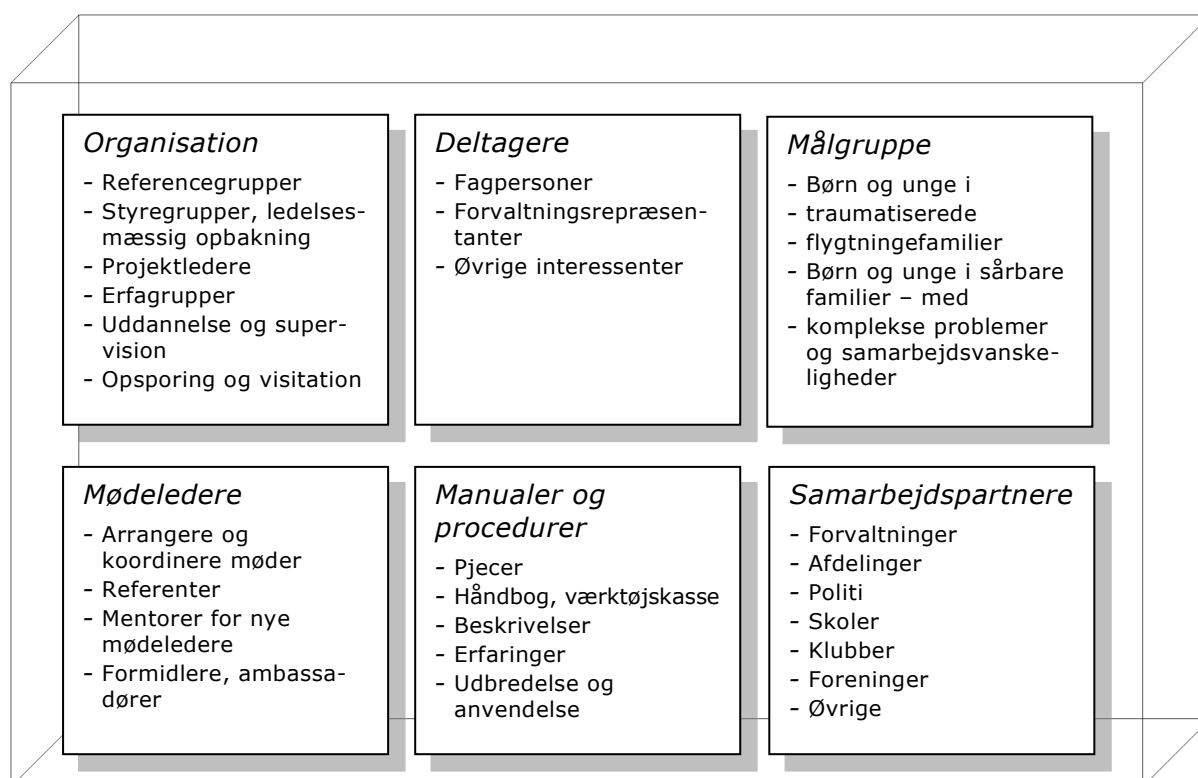 Organisation
- Referencegrupper
- Styregrupper, ledelses-
mæssig opbakning
- Projektledere
- Erfagrupper
- Uddannelse og super-
vision
- Opsporing og visitation
Deltagere
- Fagpersoner
- Forvaltningsrepræsen-
tanter
- Øvrige interessenter
Målgruppe
- Børn og unge i
- traumatiserede
- flygtningefamilier
- Børn og unge i sårbare
familier – med
- komplekse problemer
og samarbejdsvanske-
ligheder
Mødeledere
- Arrangere og
koordinere møder
- Referenter
- Mentorer for nye
mødeledere
- Formidlere, ambassa-
dører
Manualer og
procedurer
- Pjecer
- Håndbog, værktøjskasse
- Beskrivelser
- Erfaringer
- Udbredelse og
anvendelse
Samarbejdspartnere
- Forvaltninger
- Afdelinger
- Politi
- Skoler
- Klubber
- Foreninger
- Øvrige